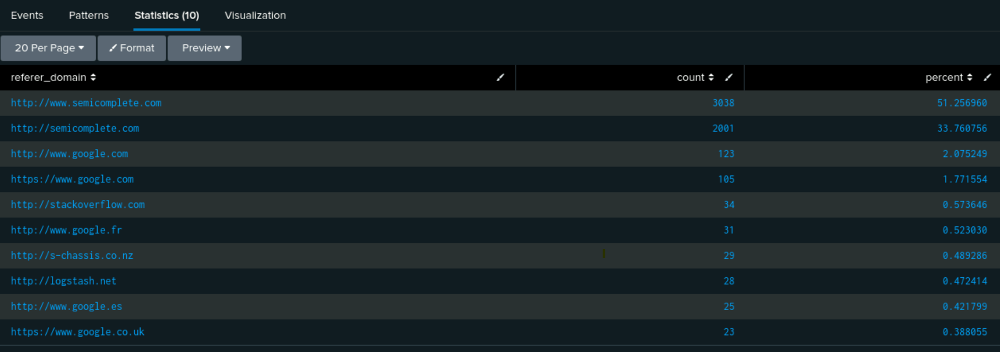 Events Patterns Statistics (10) Visualization
20 Per Page Format Preview
referer_domain count percent
http://www.semicomplete.com 3038 51.256960
http://semicomplete.com 2001 33.760756
http://www.google.com 123 2.075249
https://www.google.com 105 1.771554
http://stackoverflow.com 34 0.573646
http://www.google.fr 31 0.523030
http://s-chassis.co.nz 29 0.489286
http://logstash.net 28 0.472414
http://www.google.es 25 0.421799
https://www.google.co.uk 23 0.388055